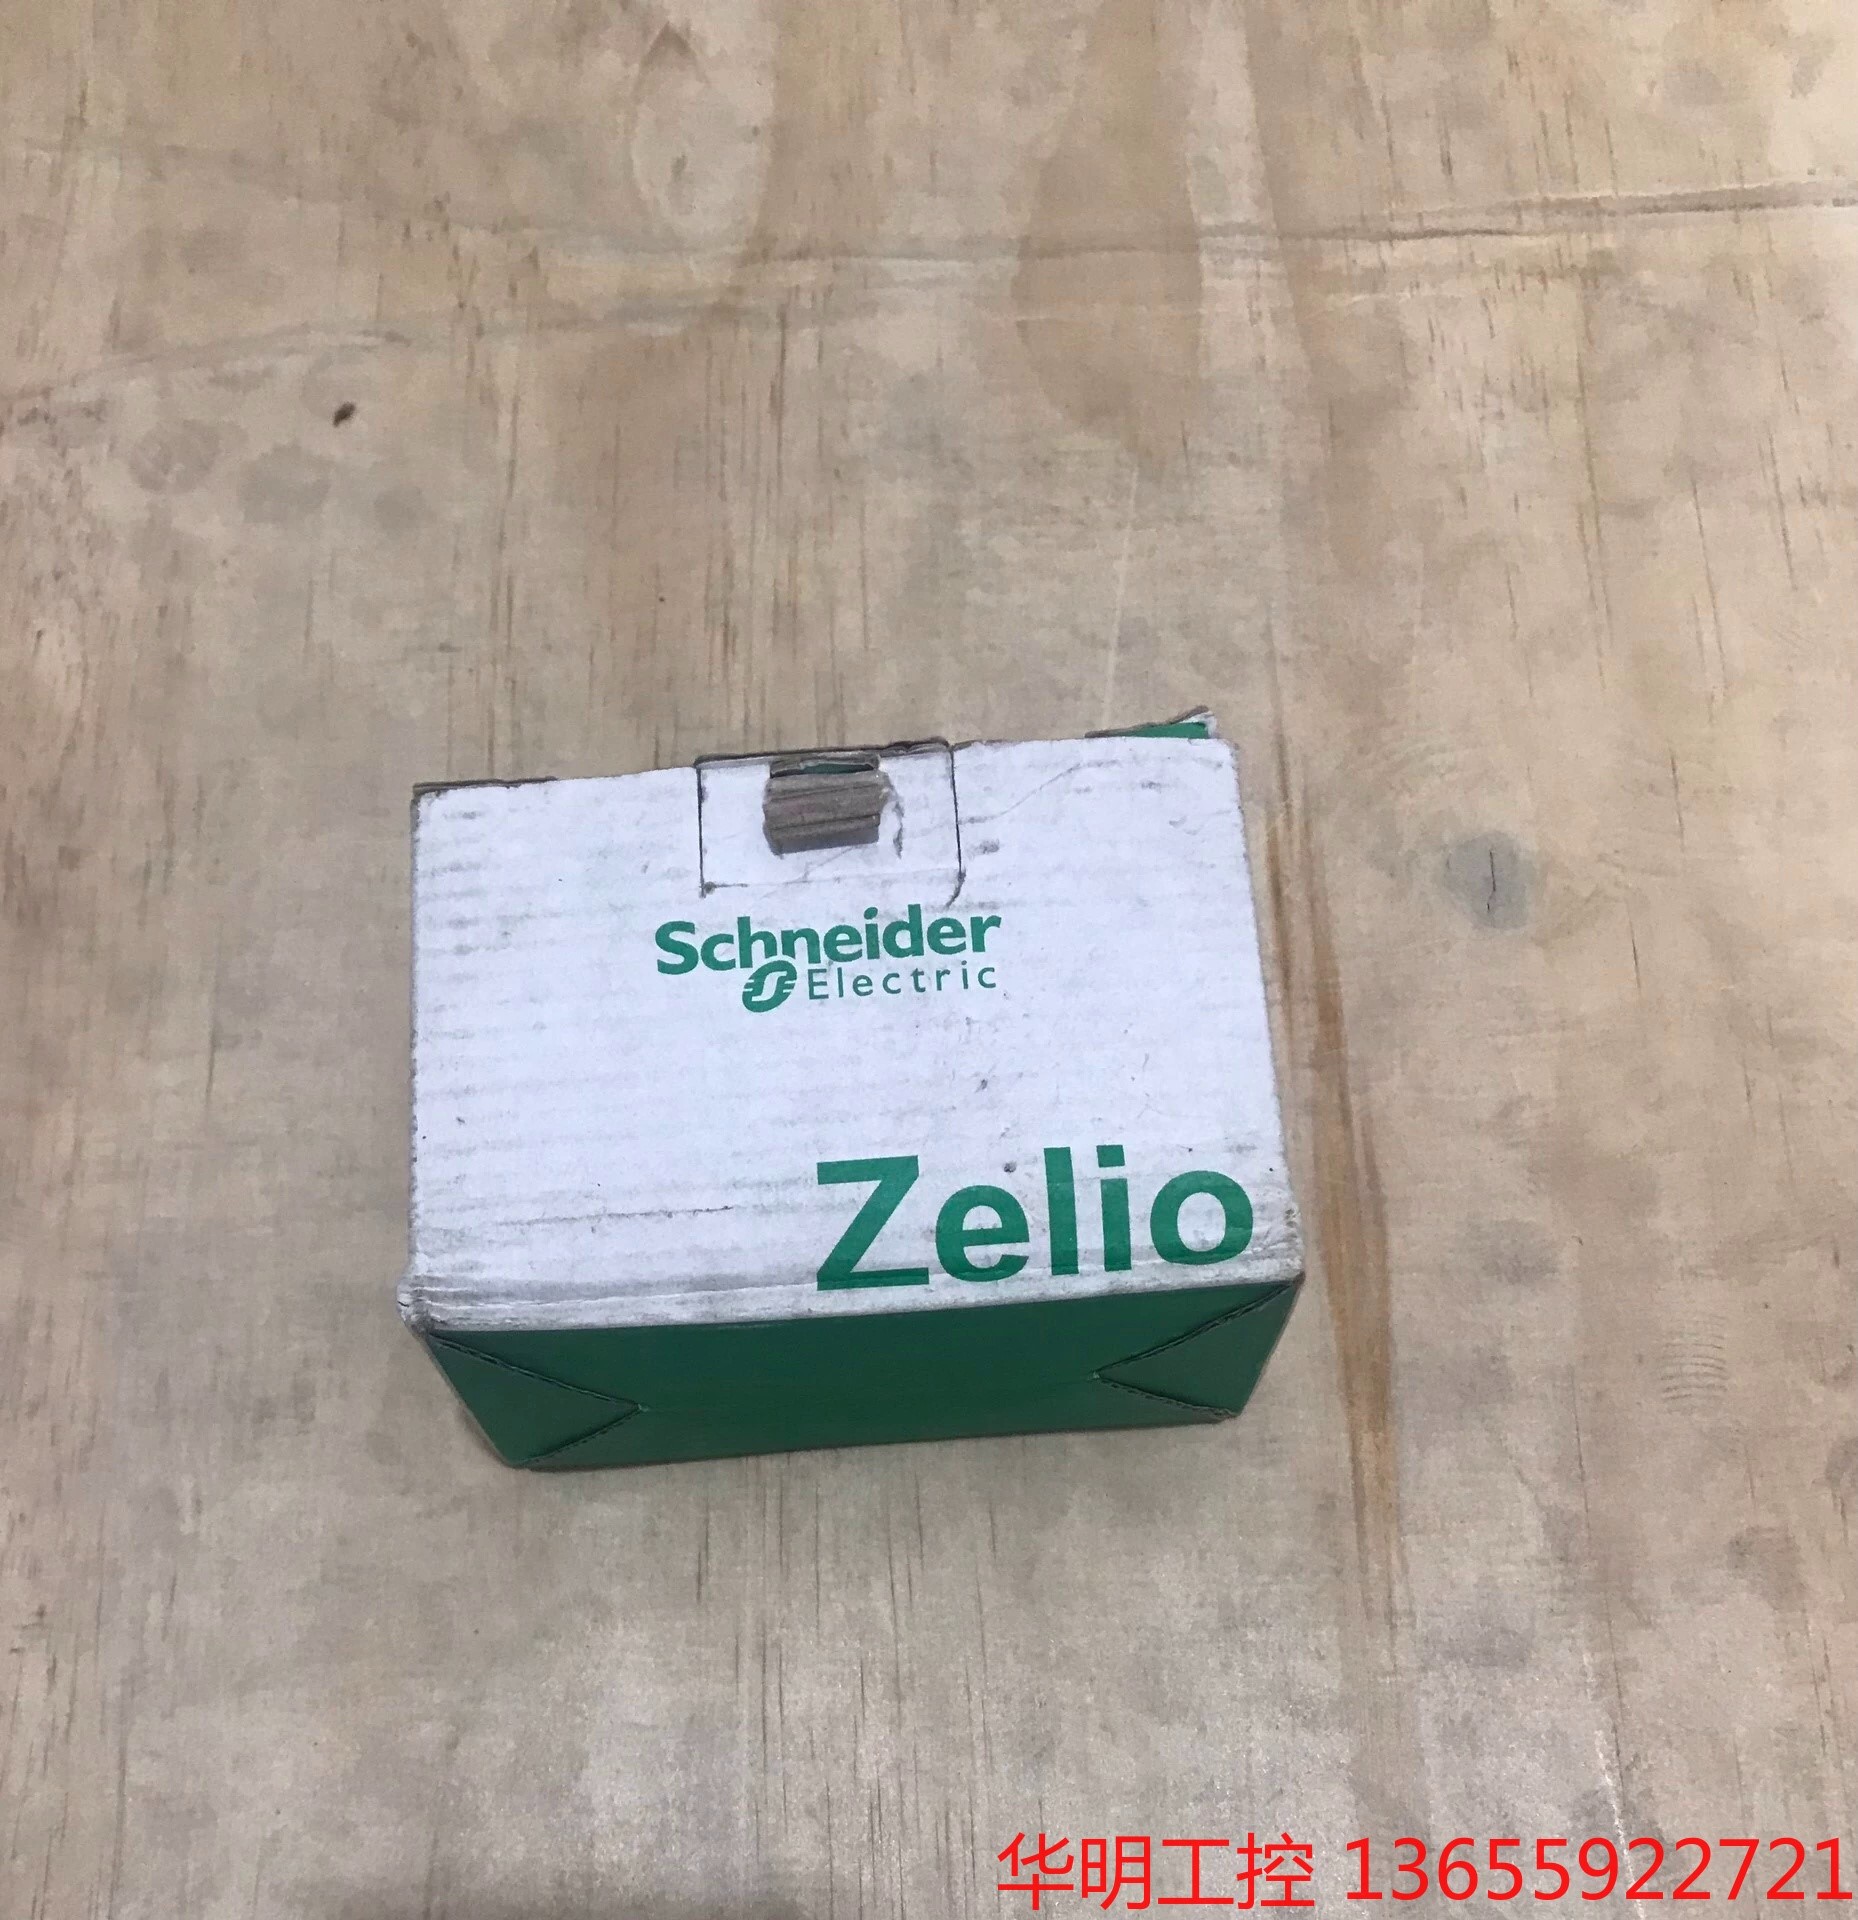 Schneider
Electric
Zelio
华明工控 13655922721